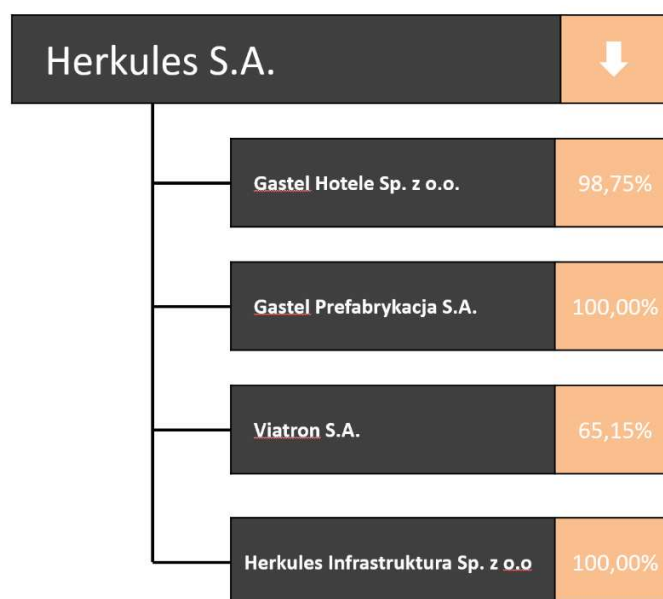 Herkules S.A.
Gastel Hotele Sp. z o.o. 98,75%
Gastel Prefabrykacja S.A. 100,00%
Viatron S.A. 65,15%
Herkules Infrastruktura Sp. z o.o 100,00%